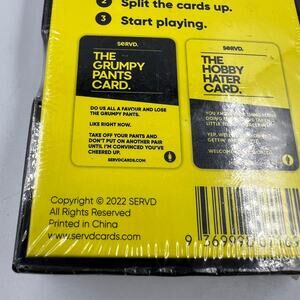 2 Split the cards up.
3 Start playing.
SERVD.
THE
GRUMPY
PANTS
CARD.
DO US ALL A FAVOUR AND LOSE
THE GRUMPY PANTS.
LIKE RIGHT NOW.
TAKE OFF YOUR PANTS AND
DON'T PUT ON ANOTHER PAIR
UNTIL I'M CONVINCED YOU'VE
CHEERED UP.
SERVDCARDS.COM
SERVD.
THE
HOBBY
HATER
CARD.
Copyright © 2022 SERVD
All Rights Reserved
Printed in China
www.servdcards.com